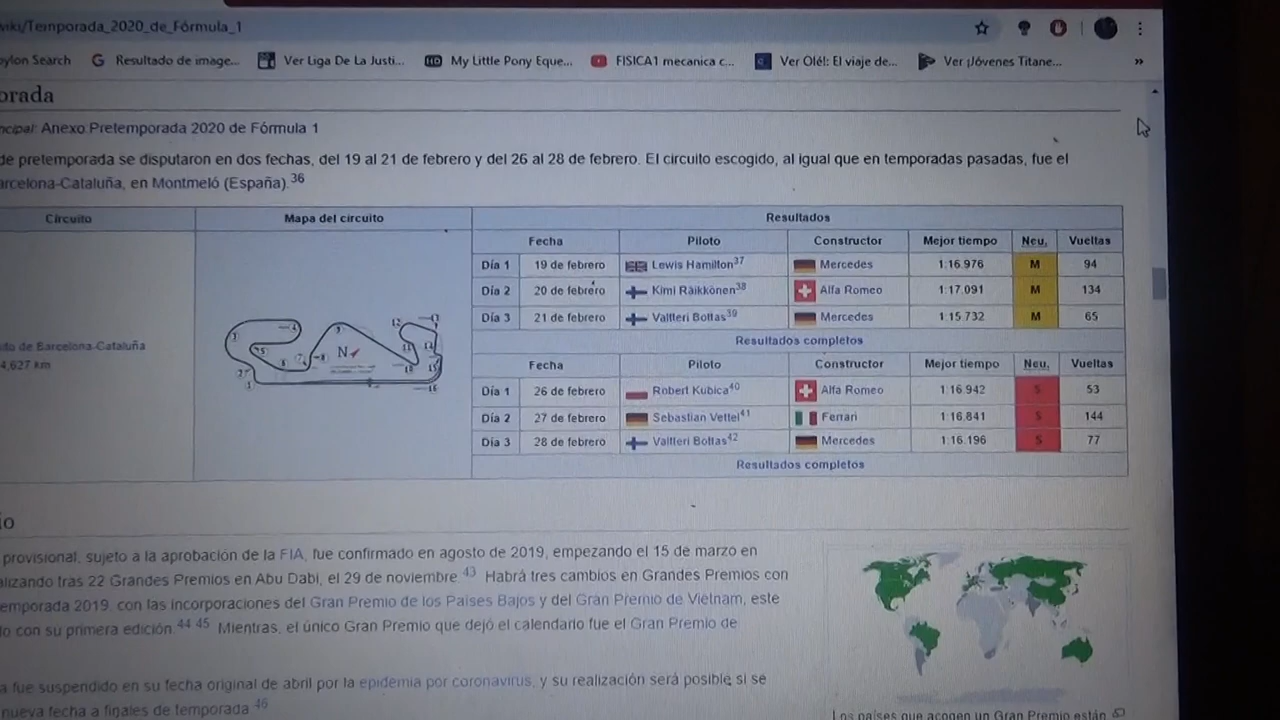 wiki/Temporada_2020_de_Fórmula_1
bylon Search Resultado de image... Ver Liga De La Justi... My Little Pony Eque... FISICA1 mecanica c... Ver Olé!: El viaje de... Ver ¡Jóvenes Titane... »
orada
ncipal: Anexo:Pretemporada 2020 de Fórmula 1
de pretemporada se disputaron en dos fechas, del 19 al 21 de febrero y del 26 al 28 de febrero. El circuito escogido, al igual que en temporadas pasadas, fue el
arcelona-Cataluña, en Montmeló (España).36
Circuito Mapa del circuito Resultados
Fecha Piloto Constructor Mejor tiempo Neu. Vueltas
Día 1 19 de febrero Lewis Hamilton37 Mercedes 1:16.976 M 94
Día 2 20 de febrero Kimi Räikkönen38 Alfa Romeo 1:17.091 M 134
Día 3 21 de febrero Valtteri Bottas39 Mercedes 1:15.732 M 65
Resultados completos
ito de Barcelona-Cataluña
4,627 km
N
Fecha Piloto Constructor Mejor tiempo Neu. Vueltas
Día 1 26 de febrero Robert Kubica40 Alfa Romeo 1:16.942 S 53
Día 2 27 de febrero Sebastian Vettel41 Ferrari 1:16.841 S 144
Día 3 28 de febrero Valtteri Bottas42 Mercedes 1:16.196 S 77
Resultados completos
io
provisional, sujeto a la aprobación de la FIA, fue confirmado en agosto de 2019, empezando el 15 de marzo en
alizando tras 22 Grandes Premios en Abu Dabi, el 29 de noviembre.43 Habrá tres cambios en Grandes Premios con
emporada 2019, con las incorporaciones del Gran Premio de los Países Bajos y del Gran Premio de Vietnam, este
do con su primera edición.44 45 Mientras, el único Gran Premio que dejó el calendario fue el Gran Premio de
a fue suspendido en su fecha original de abril por la epidemia por coronavirus, y su realización será posible si se
nueva fecha a finales de temporada.46
Los países que acogen un Gran Premio están